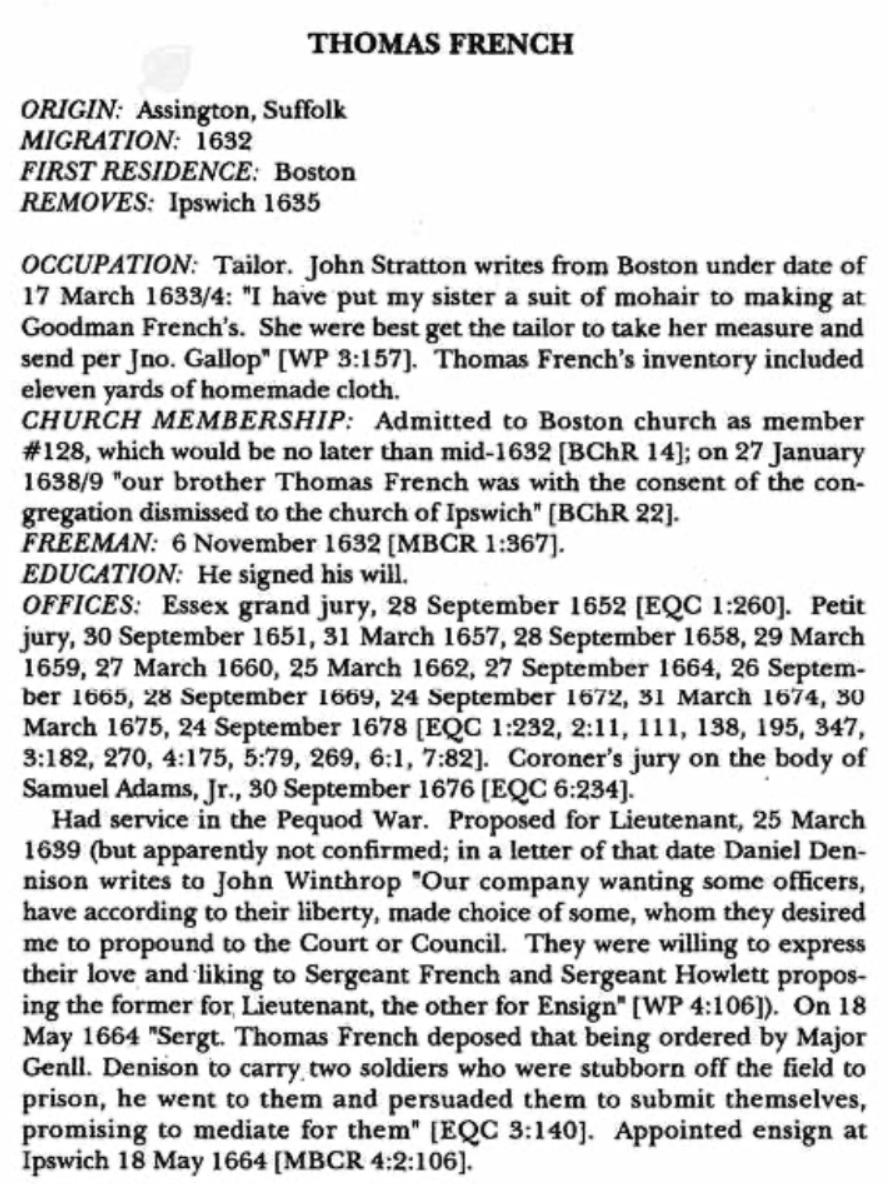 THOMAS FRENCH
ORIGIN: Assington, Suffolk
MIGRATION: 1632
FIRST RESIDENCE: Boston
REMOVES: Ipswich 1635
OCCUPATION: Tailor. John Stratton writes from Boston under date of
17 March 1633/4: "I have put my sister a suit of mohair to making at
Goodman French's. She were best get the tailor to take her measure and
send per Jno. Gallop" [WP 3:157]. Thomas French's inventory included
eleven yards of homemade cloth.
CHURCH MEMBERSHIP: Admitted to Boston church as member
#128, which would be no later than mid-1632 [BChR 14]; on 27 January
1638/9 "our brother Thomas French was with the consent of the con-
gregation dismissed to the church of Ipswich" [BChR 22].
FREEMAN: 6 November 1632 [MBCR 1:367].
EDUCATION: He signed his will.
OFFICES: Essex grand jury, 28 September 1652 [EQC 1:260]. Petit
jury, 30 September 1651, 31 March 1657, 28 September 1658, 29 March
1659, 27 March 1660, 25 March 1662, 27 September 1664, 26 Septem-
ber 1665, 28 September 1669, 24 September 1672, 31 March 1674, 30
March 1675, 24 September 1678 [EQC 1:232, 2:11, 111, 138, 195, 347,
3:182, 270, 4:175, 5:79, 269, 6:1, 7:82]. Coroner's jury on the body of
Samuel Adams, Jr., 30 September 1676 [EQC 6:234].
Had service in the Pequod War. Proposed for Lieutenant, 25 March
1639 (but apparently not confirmed; in a letter of that date Daniel Den-
nison writes to John Winthrop "Our company wanting some officers,
have according to their liberty, made choice of some, whom they desired
me to propound to the Court or Council. They were willing to express
their love and liking to Sergeant French and Sergeant Howlett propos-
ing the former for Lieutenant, the other for Ensign" [WP 4:106]). On 18
May 1664 "Sergt. Thomas French deposed that being ordered by Major
Genll. Denison to carry two soldiers who were stubborn off the field to
prison, he went to them and persuaded them to submit themselves,
promising to mediate for them" [EQC 3:140]. Appointed ensign at
Ipswich 18 May 1664 [MBCR 4:2:106].